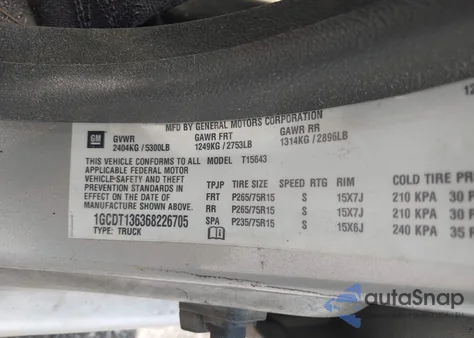 MFD BY GENERAL MOTORS CORPORATION
GM GVWR GAWR FRT GAWR RR
2404KG / 5300LB 1249KG / 2753LB 1314KG / 2896LB
THIS VEHICLE CONFORMS TO ALL MODEL T15643
APPLICABLE FEDERAL MOTOR
VEHICLE SAFETY AND THEFT TPJP TIRE SIZE SPEED RTG RIM COLD TIRE PR
PREVENTION STANDARDS IN FRT P265/75R15 S 15X7J 210 KPA 30 P
EFFECT ON THE DATE OF RR P265/75R15 S 15X7J 210 KPA 30
MANUFACTURE SHOWN ABOVE. SPA P235/75R15 S 15X6J 240 KPA 35
1GCDT136368226705
TYPE: TRUCK
autoSnap